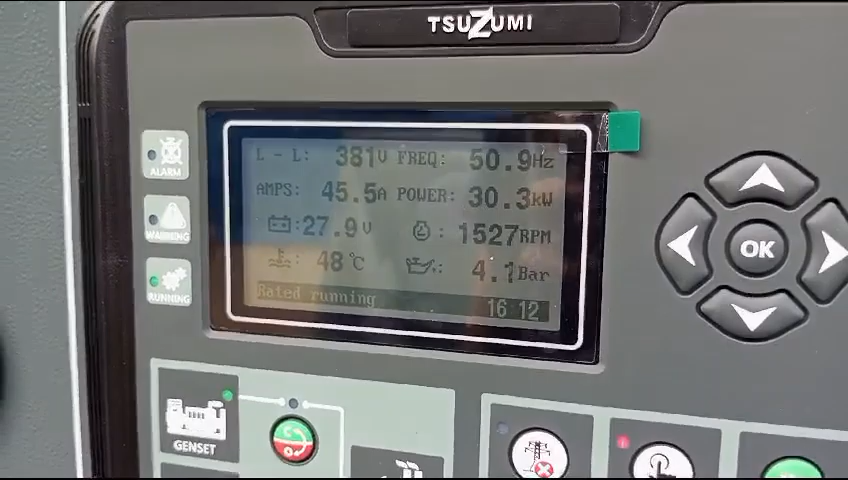 TSUZUMI
L - L: 381V FREQ: 50.9Hz
AMPS: 45.5A POWER: 30.3kW
:27.9V : 1527RPM
: 48°C : 4.1Bar
Rated running 16 12
ALARM
WARNING
RUNNING
OK
GENSET